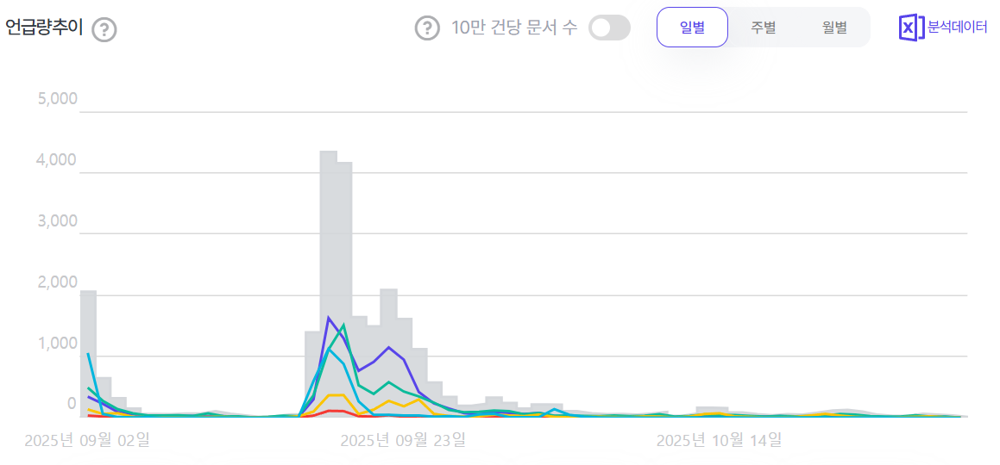 언급량추이 ?
? 10만 건당 문서 수 일별 주별 월별 X 분석데이터
5,000
4,000
3,000
2,000
1,000
0
2025년 09월 02일 2025년 09월 23일 2025년 10월 14일